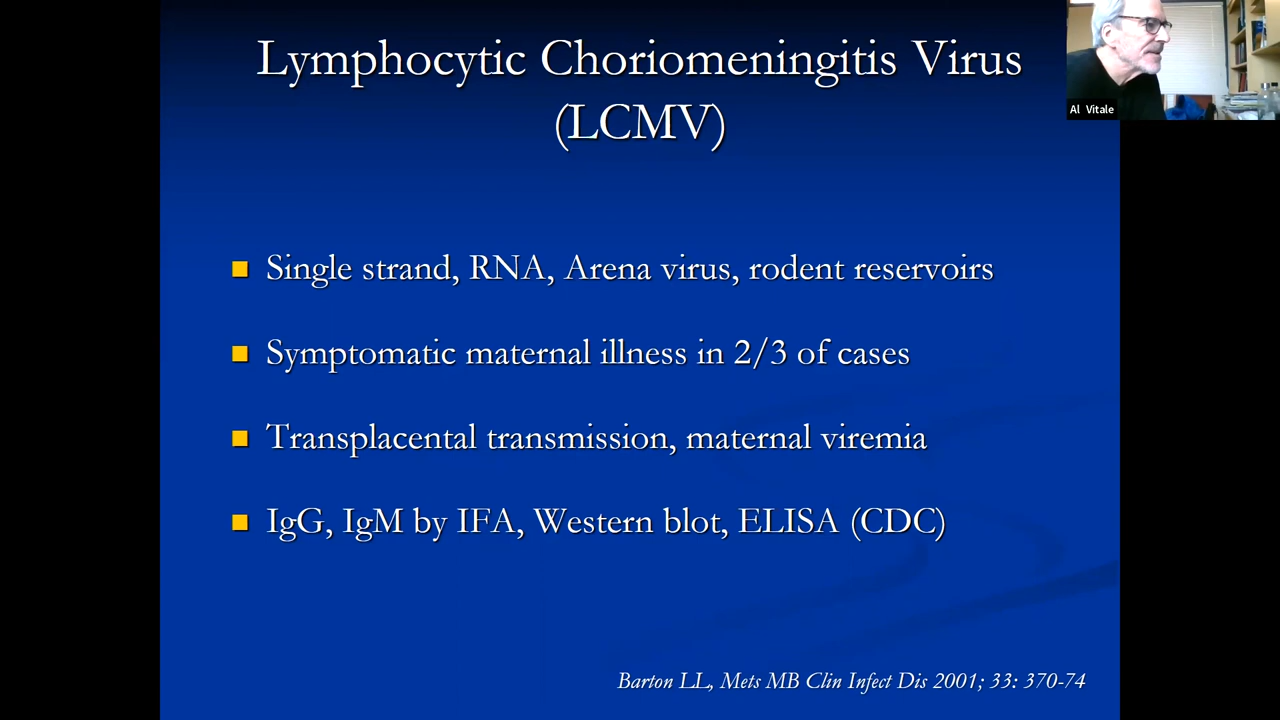 Lymphocytic Choriomeningitis Virus
(LCMV)
Al Vitale
Single strand, RNA, Arena virus, rodent reservoirs
Symptomatic maternal illness in 2/3 of cases
Transplacental transmission, maternal viremia
IgG, IgM by IFA, Western blot, ELISA (CDC)
Barton LL, Mets MB Clin Infect Dis 2001; 33: 370-74